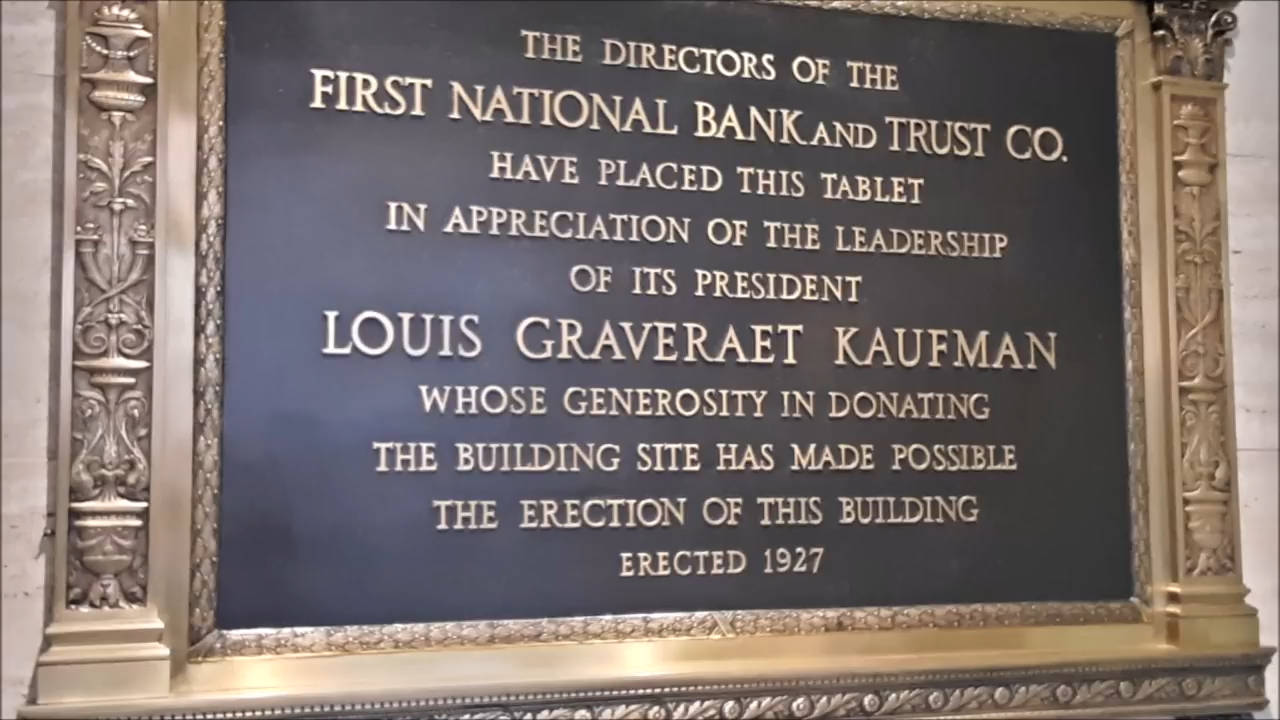 THE DIRECTORS OF THE
FIRST NATIONAL BANK AND TRUST CO.
HAVE PLACED THIS TABLET
IN APPRECIATION OF THE LEADERSHIP
OF ITS PRESIDENT
LOUIS GRAVERAET KAUFMAN
WHOSE GENEROSITY IN DONATING
THE BUILDING SITE HAS MADE POSSIBLE
THE ERECTION OF THIS BUILDING
ERECTED 1927